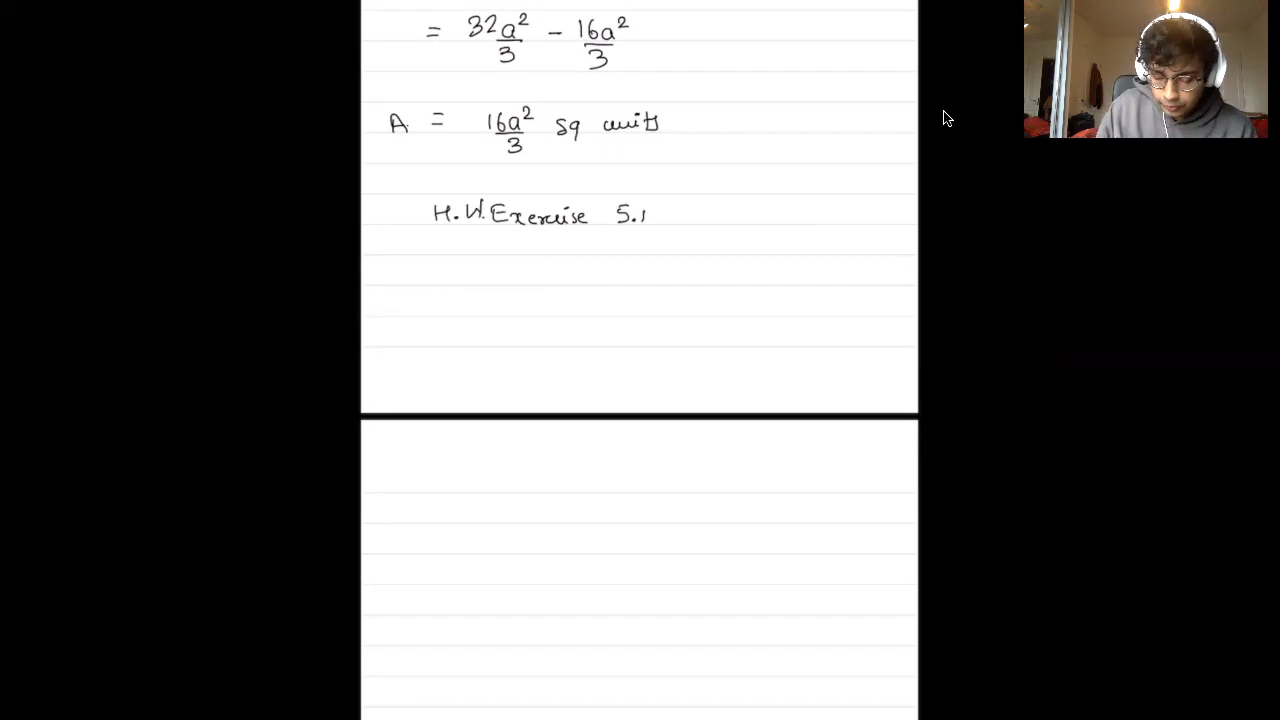 = 32a²/3 - 16a²/3
A = 16a²/3 sq units
H.W. Exercise 5.1